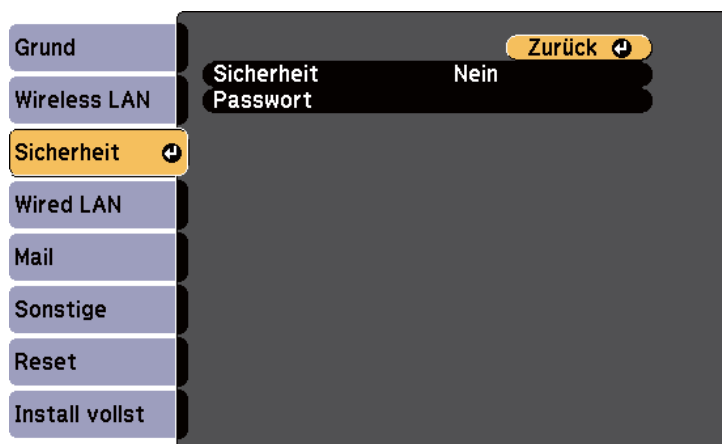 Grund
Wireless LAN
Sicherheit
Wired LAN
Mail
Sonstige
Reset
Install vollst
Zurück
Sicherheit Nein
Passwort